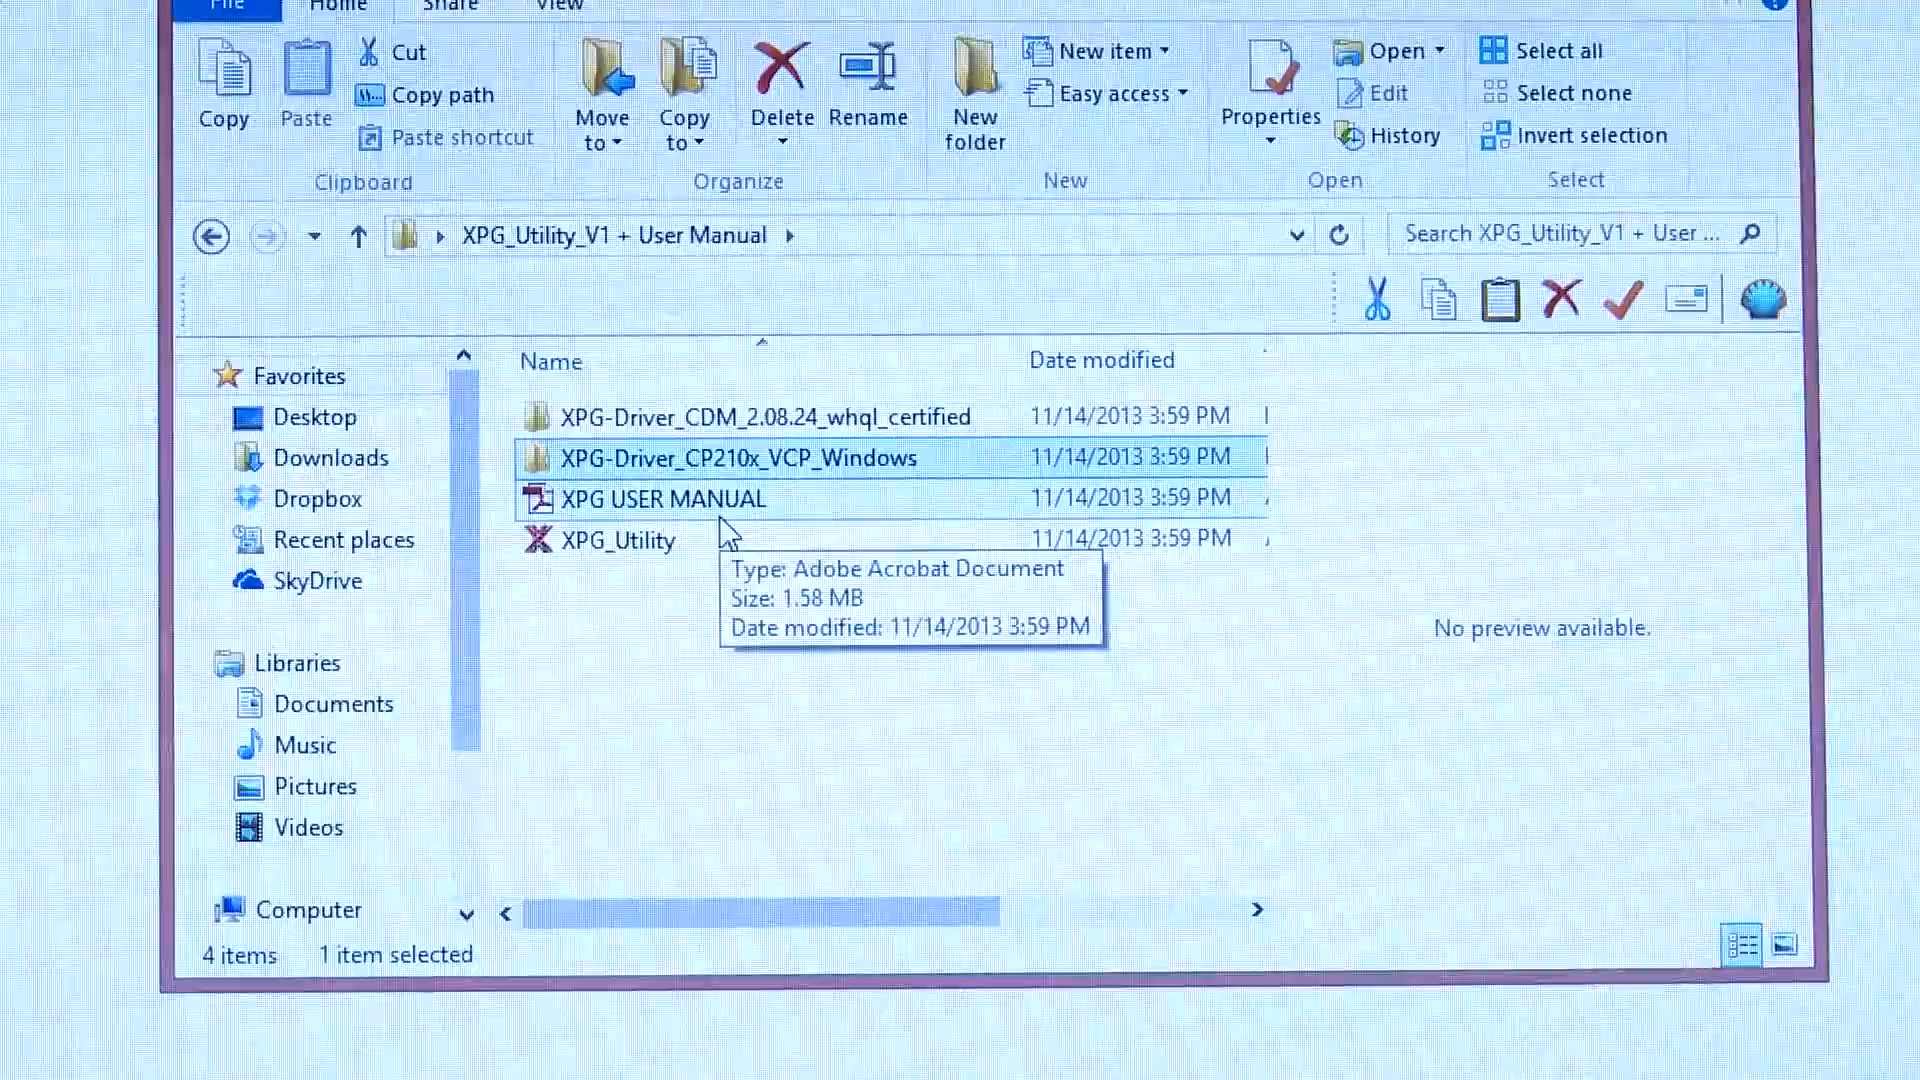 File Home Share View
Copy
Paste
Cut
Copy path
Paste shortcut
Clipboard
Move to
Copy to
Delete
Rename
Organize
New folder
New item
Easy access
New
Properties
Open
Edit
History
Open
Select all
Select none
Invert selection
Select
XPG_Utility_V1 + User Manual
Search XPG_Utility_V1 + User ...
Favorites
Desktop
Downloads
Dropbox
Recent places
SkyDrive
Libraries
Documents
Music
Pictures
Videos
Computer
Name Date modified
XPG-Driver_CDM_2.08.24_whql_certified 11/14/2013 3:59 PM
XPG-Driver_CP210x_VCP_Windows 11/14/2013 3:59 PM
XPG USER MANUAL 11/14/2013 3:59 PM
XPG_Utility 11/14/2013 3:59 PM
Type: Adobe Acrobat Document
Size: 1.58 MB
Date modified: 11/14/2013 3:59 PM
No preview available.
4 items 1 item selected